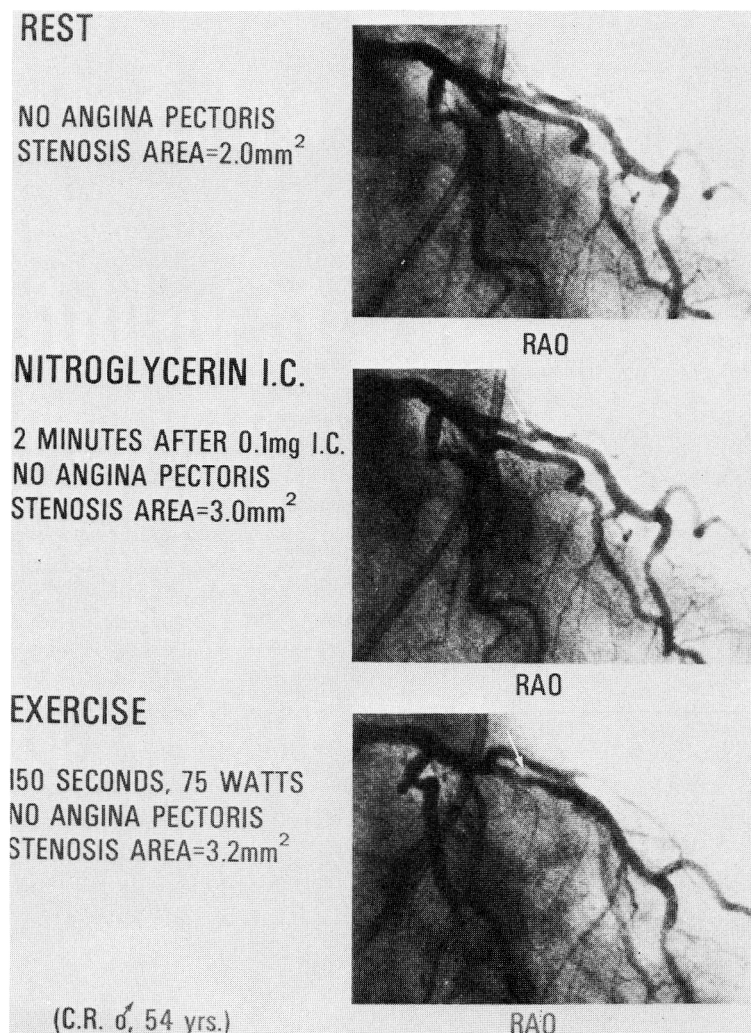 REST
NO ANGINA PECTORIS
STENOSIS AREA=2.0mm²
RAO
NITROGLYCERIN I.C.
2 MINUTES AFTER 0.1mg I.C.
NO ANGINA PECTORIS
STENOSIS AREA=3.0mm²
RAO
EXERCISE
150 SECONDS, 75 WATTS
NO ANGINA PECTORIS
STENOSIS AREA=3.2mm²
(C.R. ♂, 54 yrs.)
RAO